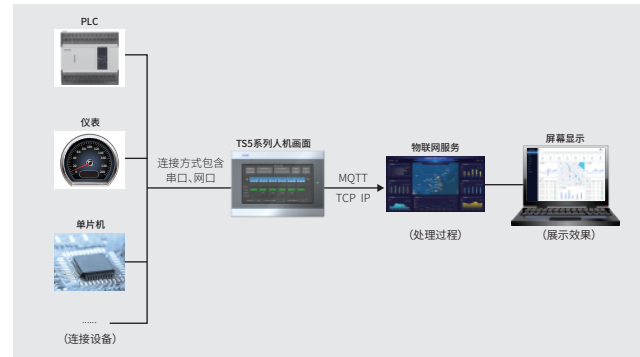 PLC
仪表
单片机
......
(连接设备)
连接方式包含
串口、网口
TS5系列人机画面
MQTT
TCP IP
物联网服务
(处理过程)
屏幕显示
(展示效果)